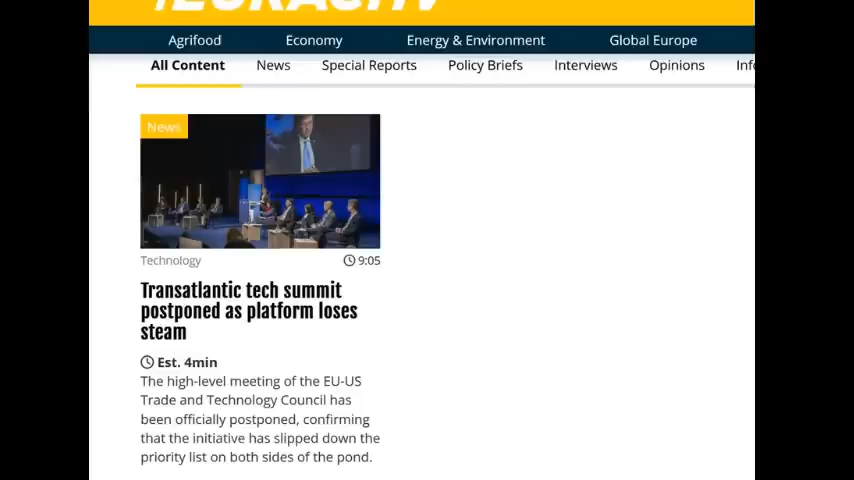 EURACTIV
Agrifood Economy Energy & Environment Global Europe
All Content News Special Reports Policy Briefs Interviews Opinions
News
Technology 9:05
Transatlantic tech summit
postponed as platform loses
steam
Est. 4min
The high-level meeting of the EU-US
Trade and Technology Council has
been officially postponed, confirming
that the initiative has slipped down the
priority list on both sides of the pond.